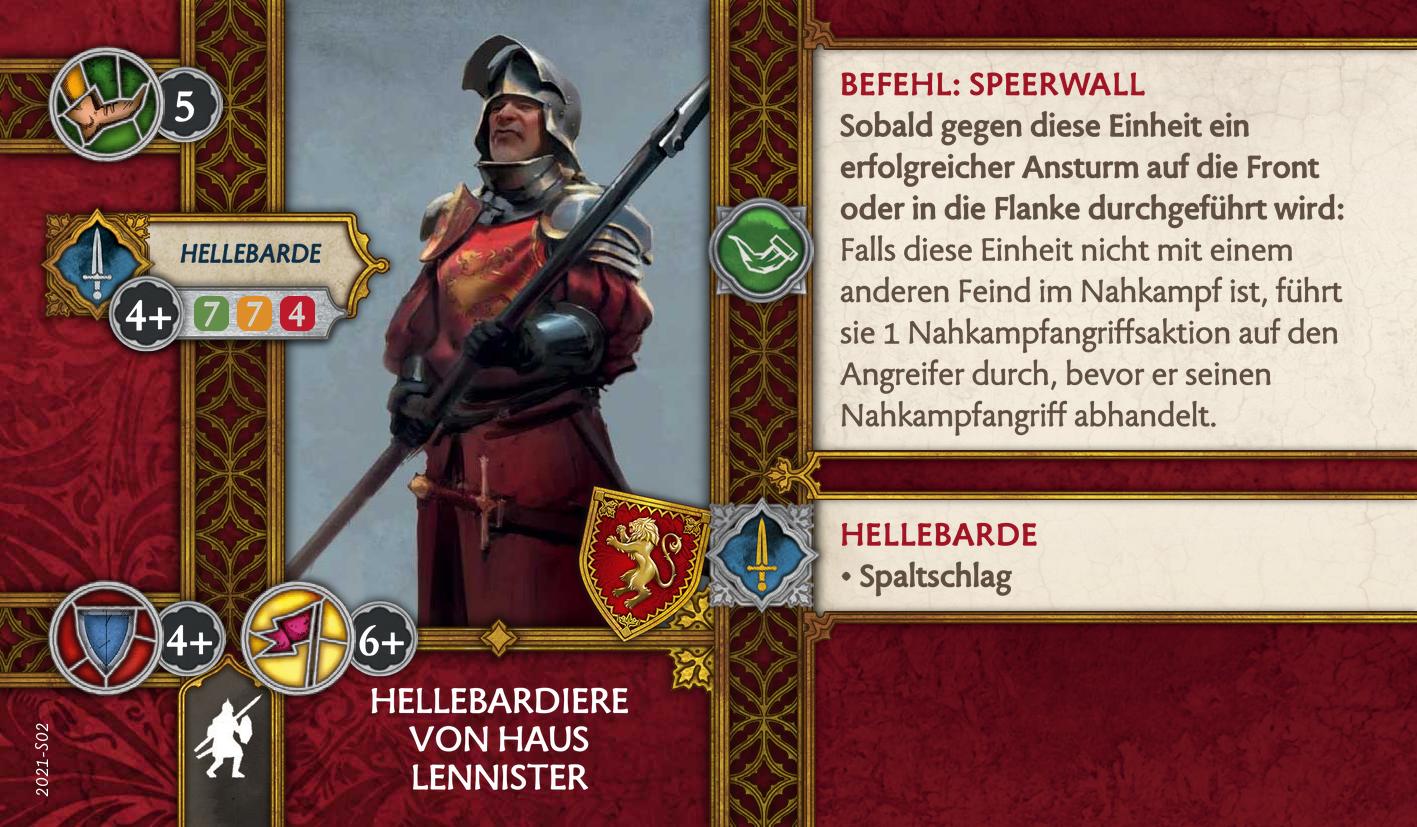 5
HELLEBARDE
4+ 7 7 4
4+ 6+
HELLEBARDIERE
VON HAUS
LENNISTER
2021-S02
BEFEHL: SPEERWALL
Sobald gegen diese Einheit ein
erfolgreicher Ansturm auf die Front
oder in die Flanke durchgeführt wird:
Falls diese Einheit nicht mit einem
anderen Feind im Nahkampf ist, führt
sie 1 Nahkampfangriffsaktion auf den
Angreifer durch, bevor er seinen
Nahkampfangriff abhandelt.
HELLEBARDE
• Spaltschlag